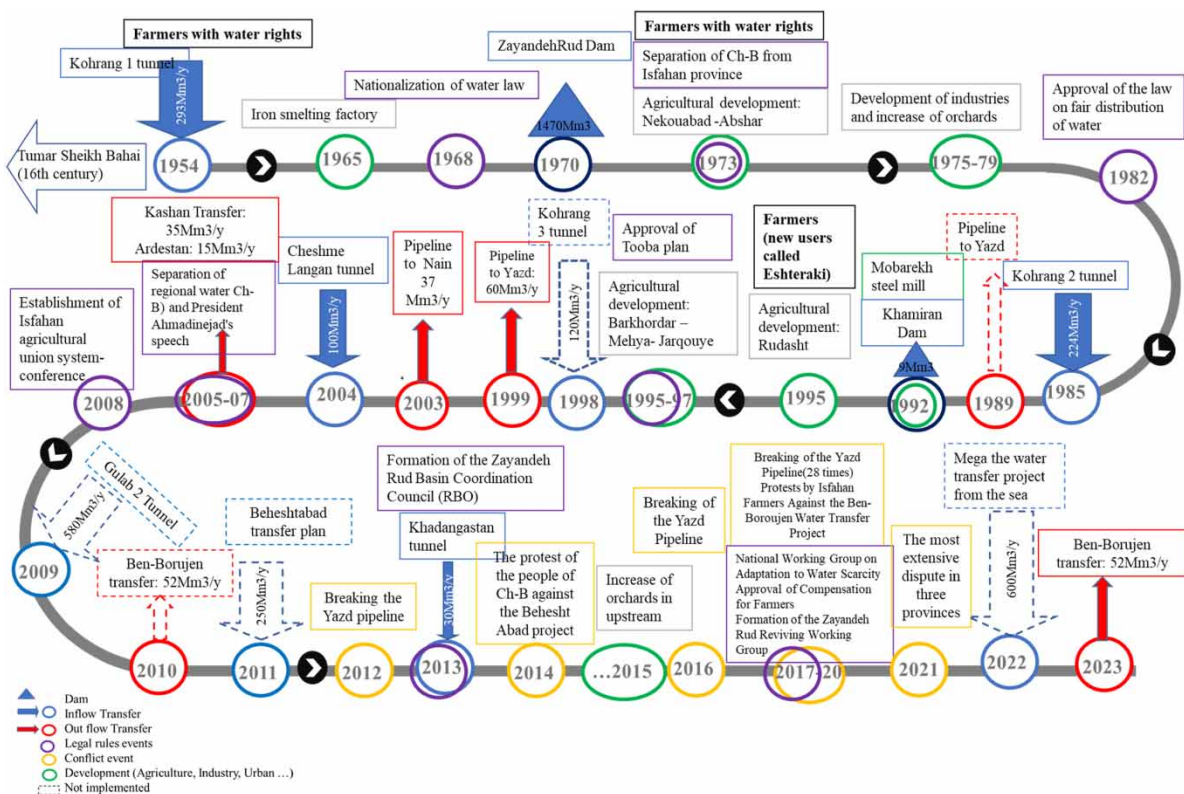 Farmers with water rights
Kohrang 1 tunnel
293Mm3/y
Tumar Sheikh Bahai
(16th century)
1954
Iron smelting factory
1965
Nationalization of water law
1968
ZayandehRud Dam
1470Mm3
1970
Farmers with water rights
Separation of Ch-B from
Isfahan province
Agricultural development:
Nekouabad -Abshar
1973
Development of industries
and increase of orchards
1975-79
Approval of the law
on fair distribution
of water
1982
Kohrang 2 tunnel
224Mm3/y
1985
Pipeline
to Yazd
1989
Mobarekh
steel mill
Khamiran
Dam
9Mm3
1992
Farmers
(new users
called
Eshteraki)
Agricultural
development:
Rudasht
1995
Approval of
Tooba plan
Agricultural
development:
Barkhordar –
Mehya- Jarqouye
1995-97
Kohrang
3 tunnel
120Mm3/y
1998
Pipeline
to Yazd:
60Mm3/y
1999
Pipeline
to Nain
37
Mm3/y
2003
Cheshme
Langan tunnel
100Mm3/y
2004
Kashan Transfer:
35Mm3/y
Ardestan: 15Mm3/y
Separation of
regional water Ch-
B) and President
Ahmadinejad's
speech
2005-07
Establishment of
Isfahan
agricultural
union system-
conference
2008
Gulab 2 Tunnel
580Mm3/y
2009
Ben-Borujen
transfer: 52Mm3/y
2010
Beheshtabad
transfer plan
250Mm3/y
2011
Breaking the
Yazd pipeline
2012
Formation of the Zayandeh
Rud Basin Coordination
Council (RBO)
Khadangastan
tunnel
30Mm3/y
2013
The protest of
the people of
Ch-B against
the Behesht
Abad project
2014
Increase of
orchards in
upstream
...2015
Breaking of
the Yazd
Pipeline
2016
Breaking of the Yazd
Pipeline(28 times)
Protests by Isfahan
Farmers Against the Ben-
Boroujen Water Transfer
Project
National Working Group on
Adaptation to Water Scarcity
Approval of Compensation
for Farmers
Formation of the Zayandeh
Rud Reviving Working
Group
2017-20
The most
extensive
dispute in
three
provinces
2021
Mega the water
transfer project
from the sea
600Mm3/y
2022
Ben-Borujen
transfer: 52Mm3/y
2023
Dam
Inflow Transfer
Out flow Transfer
Legal rules events
Conflict event
Development (Agriculture, Industry, Urban ...)
Not implemented